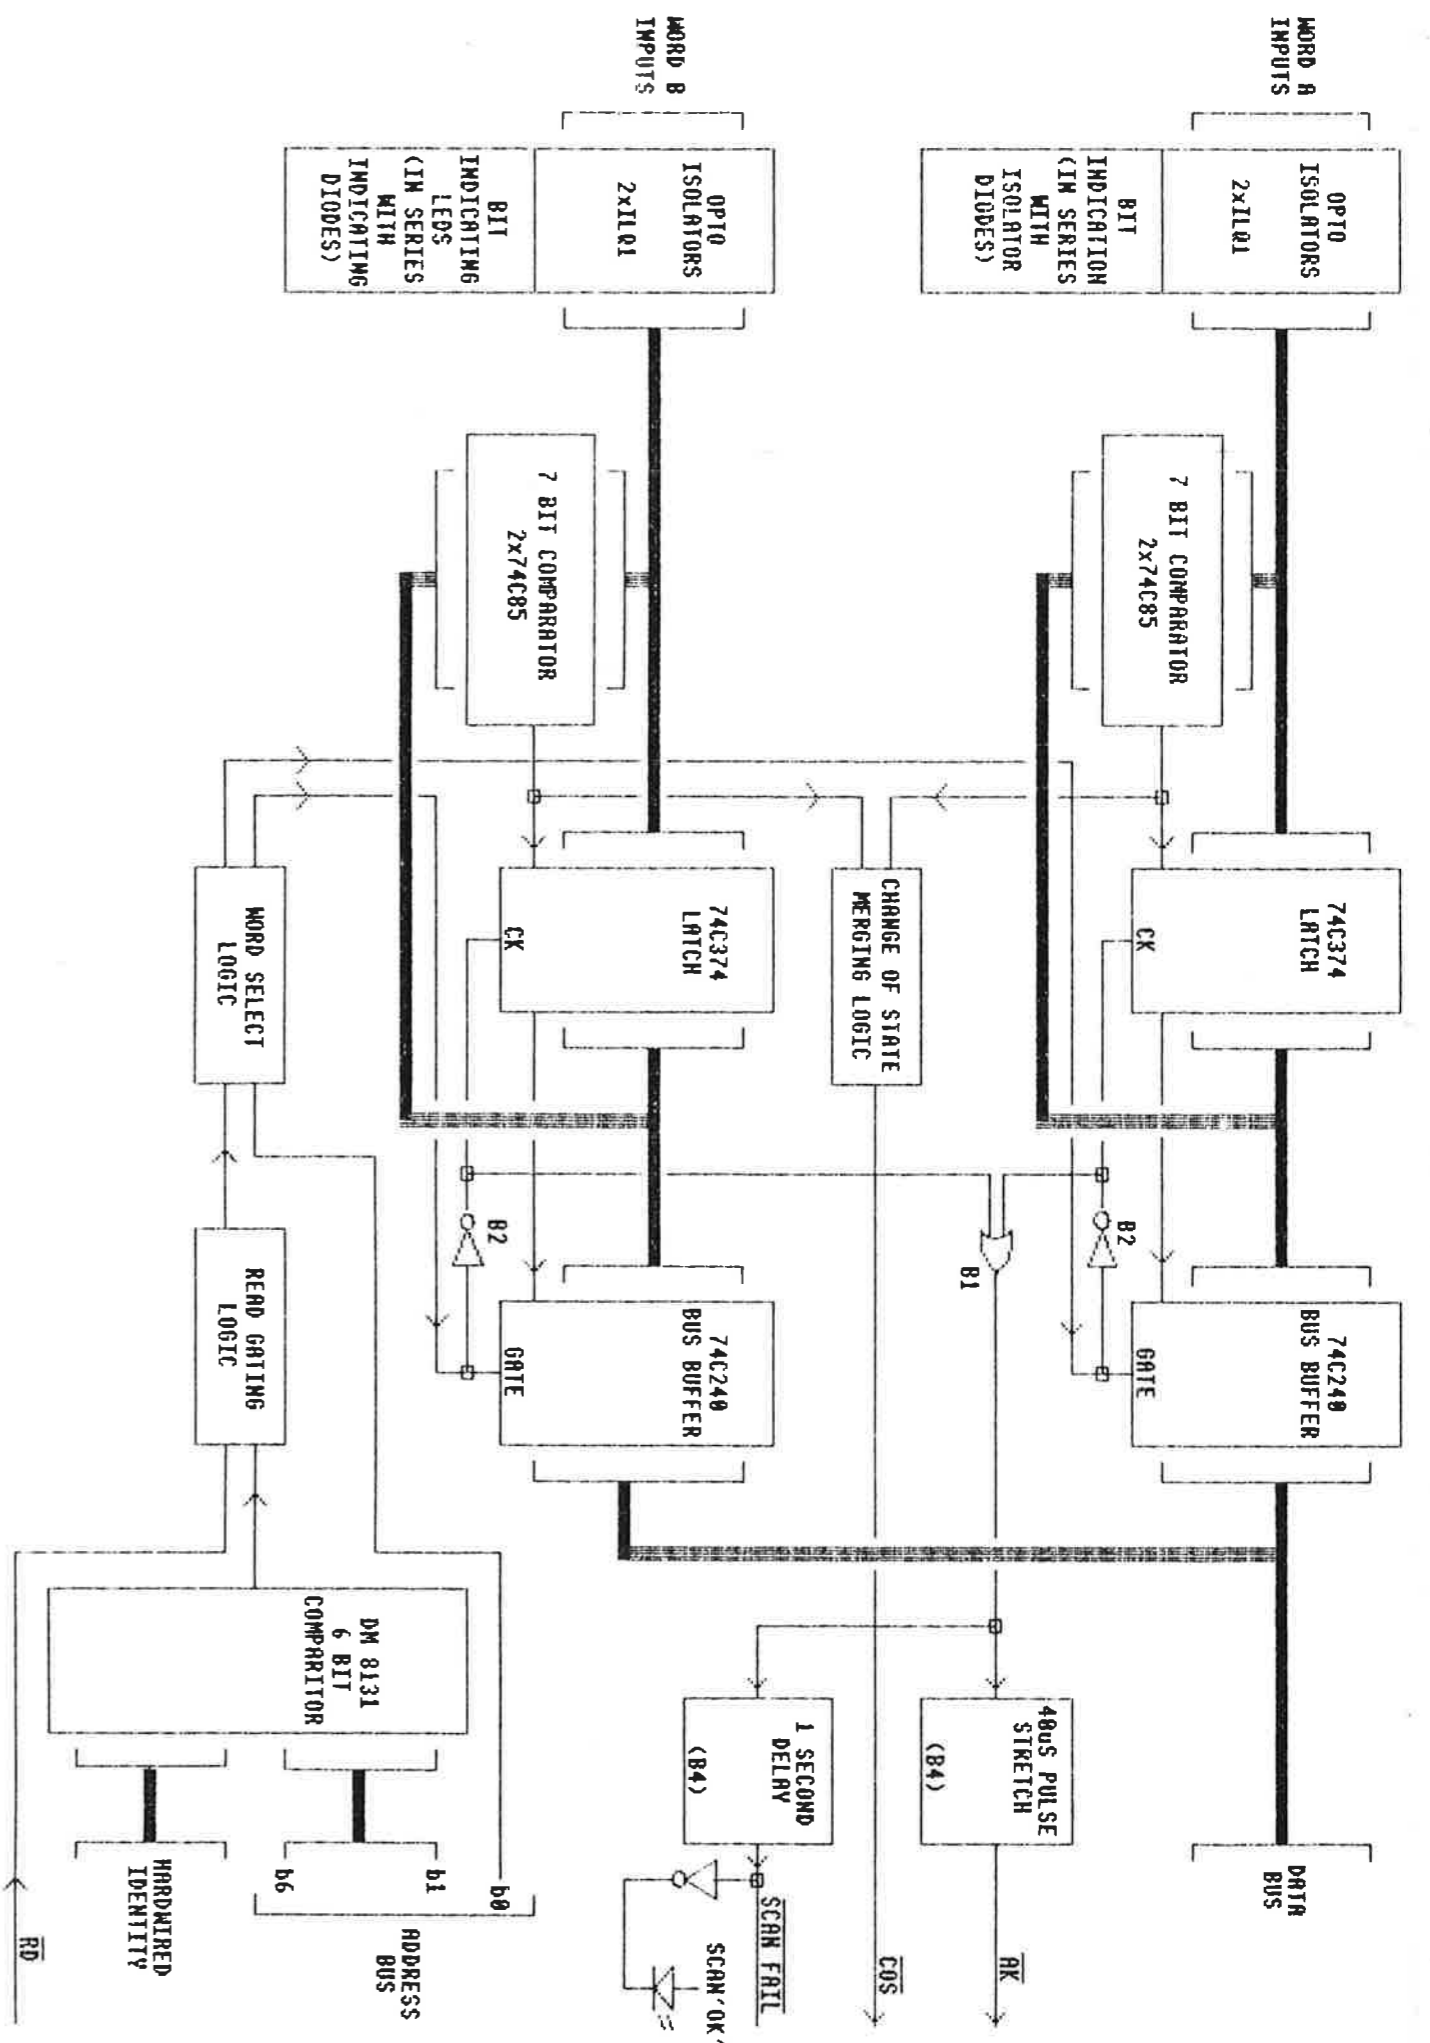 WORD A
INPUTS
OPTO
ISOLATORS
2xILQ1
BIT
INDICATION
(IN SERIES
WITH
ISOLATOR
DIODES)
7 BIT COMPARATOR
2x74C85
74C374
LATCH
CK
B2
74C240
BUS BUFFER
GATE
DATA
BUS
CHANGE OF STATE
MERGING LOGIC
B1
48uS PULSE
STRETCH
(B4)
AK
1 SECOND
DELAY
(B4)
COS
SCAN FAIL
SCAN'OK'
WORD B
INPUTS
OPTO
ISOLATORS
2xILQ1
BIT
INDICATING
LEDS
(IN SERIES
WITH
INDICATING
DIODES)
7 BIT COMPARATOR
2x74C85
74C374
LATCH
CK
B2
74C240
BUS BUFFER
GATE
WORD SELECT
LOGIC
READ GATING
LOGIC
DM 8131
6 BIT
COMPARITOR
b0
b1
b6
ADDRESS
BUS
HARDWIRED
IDENTITY
RD